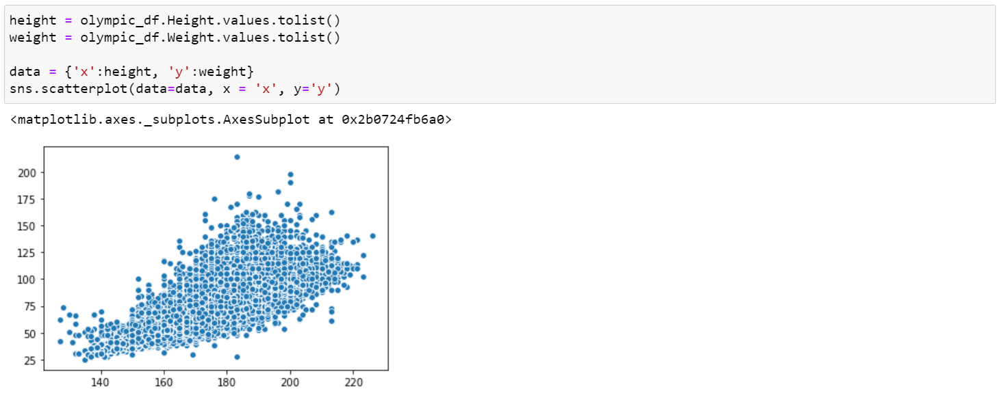 height = olympic_df.Height.values.tolist()
weight = olympic_df.Weight.values.tolist()
data = {'x':height, 'y':weight}
sns.scatterplot(data=data, x = 'x', y='y')
<matplotlib.axes._subplots.AxesSubplot at 0x2b0724fb6a0>
200
175
150
125
100
75
50
25
140 160 180 200 220